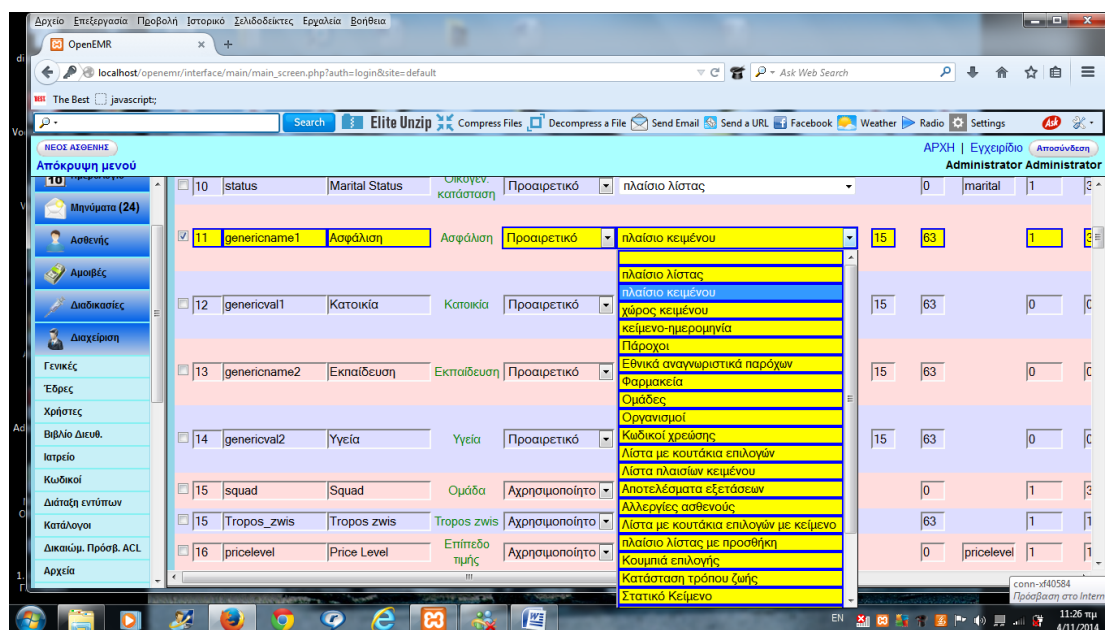 Αρχείο Επεξεργασία Προβολή Ιστορικό Σελιδοδείκτες Εργαλεία Βοήθεια
OpenEMR
localhost/openemr/interface/main/main_screen.php?auth=login&site=default
Ask Web Search
The Best javascript:;
Search Elite Unzip Compress Files Decompress a File Send Email Send a URL Facebook Weather Radio Settings Ask
ΝΕΟΣ ΑΣΘΕΝΗΣ ΑΡΧΗ | Εγχειρίδιο Αποσύνδεση
Απόκρυψη μενού Administrator Administrator
Μηνύματα (24)
Ασθενής
Αμοιβές
Διαδικασίες
Διαχείριση
Γενικές
Έδρες
Χρήστες
Βιβλίο Διευθ.
Ιατρείο
Κωδικοί
Διάταξη εντύπων
Κατάλογοι
Δικαιώμ. Πρόσβ. ACL
Αρχεία
10 status Marital Status Οικογεν. κατάσταση Προαιρετικό πλαίσιο λίστας 0 marital 1
11 genericname1 Ασφάλιση Ασφάλιση Προαιρετικό πλαίσιο κειμένου 15 63 1
12 genericval1 Κατοικία Κατοικία Προαιρετικό 15 63 0
13 genericname2 Εκπαίδευση Εκπαίδευση Προαιρετικό 15 63 0
14 genericval2 Υγεία Υγεία Προαιρετικό 15 63 0
15 squad Squad Ομάδα Αχρησιμοποίητο 0 1
15 Tropos_zwis Tropos zwis Tropos zwis Αχρησιμοποίητο 63 1
16 pricelevel Price Level Επίπεδο τιμής Αχρησιμοποίητο 0 pricelevel 1
πλαίσιο λίστας
πλαίσιο κειμένου
χώρος κειμένου
κείμενο-ημερομηνία
Πάροχοι
Εθνικά αναγνωριστικά παρόχων
Φαρμακεία
Ομάδες
Οργανισμοί
Κωδικοί χρεώσης
Λίστα με κουτάκια επιλογών
Λίστα πλαισίων κειμένου
Αποτελέσματα εξετάσεων
Αλλεργίες ασθενούς
Λίστα με κουτάκια επιλογών με κείμενο
πλαίσιο λίστας με προσθήκη
Κουμπιά επιλογής
Κατάσταση τρόπου ζωής
Στατικό Κείμενο
conn-xf40584
Πρόσβαση στο Intern
EN
11:26 πμ
4/11/2014